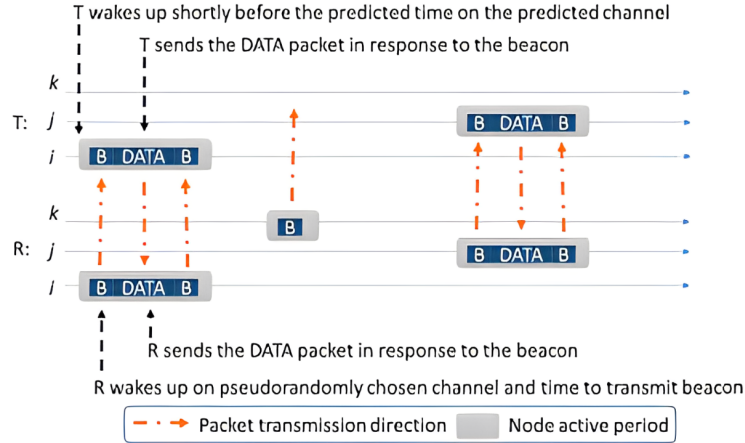 T wakes up shortly before the predicted time on the predicted channel
T sends the DATA packet in response to the beacon
k
T: j
B DATA B
i
B DATA B
k
B
R: j
B DATA B
i
B DATA B
R sends the DATA packet in response to the beacon
R wakes up on pseudorandomly chosen channel and time to transmit beacon
Packet transmission direction Node active period